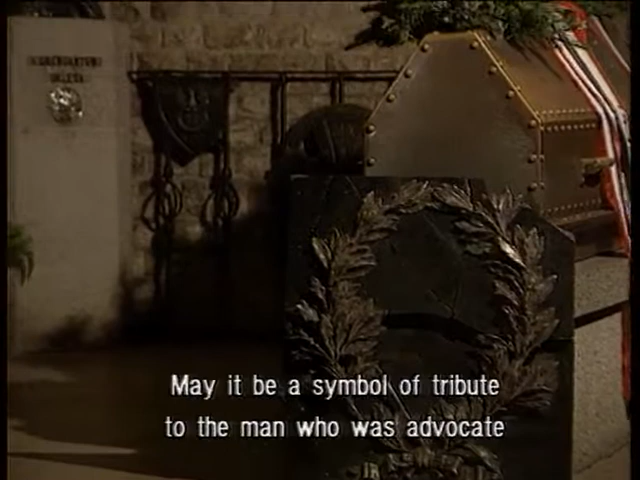 May it be a symbol of tribute
to the man who was advocate